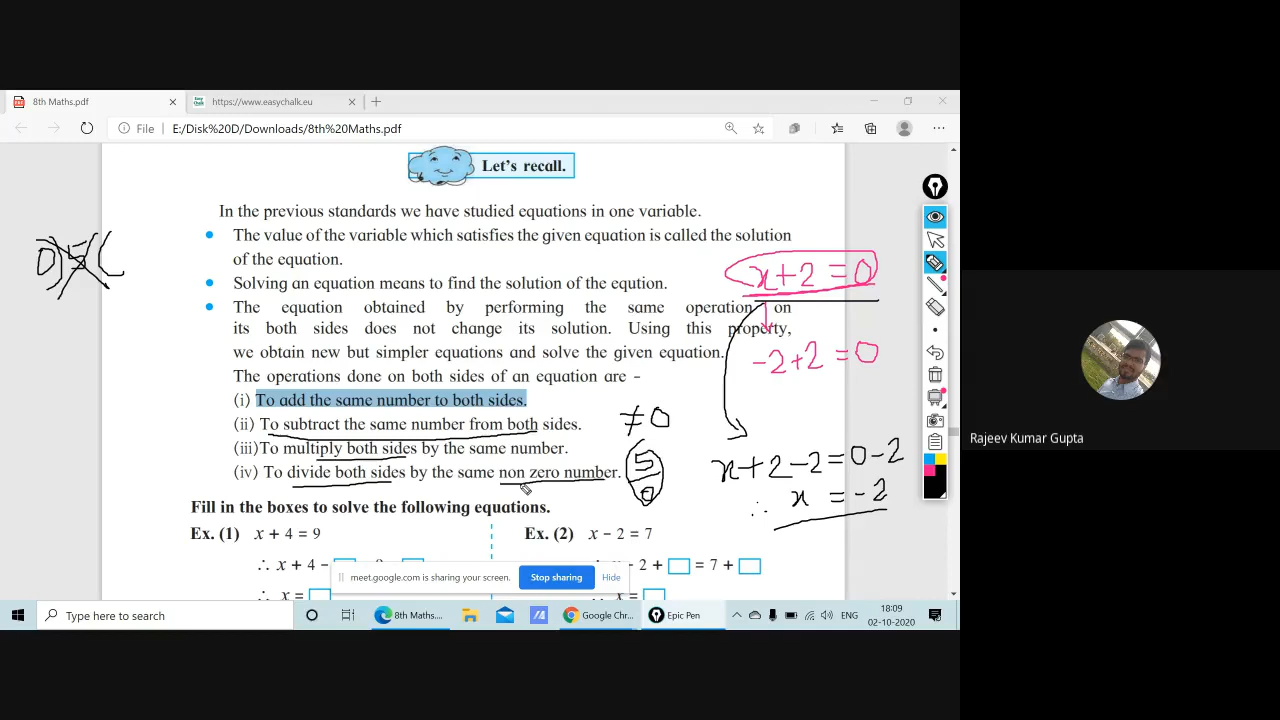 8th Maths.pdf
https://www.easychalk.eu
File
E:/Disk%20D/Downloads/8th%20Maths.pdf
Let's recall.
In the previous standards we have studied equations in one variable.
The value of the variable which satisfies the given equation is called the solution
of the equation.
Solving an equation means to find the solution of the eqution.
The equation obtained by performing the same operation on
its both sides does not change its solution. Using this property,
we obtain new but simpler equations and solve the given equation.
The operations done on both sides of an equation are -
(i) To add the same number to both sides.
(ii) To subtract the same number from both sides.
(iii)To multiply both sides by the same number.
(iv) To divide both sides by the same non zero number.
x+2=0
-2+2=0
≠0
5/0
x+2-2=0-2
∴ x = -2
Fill in the boxes to solve the following equations.
Ex. (1) x + 4 = 9
∴ x + 4 –
∴ x =
Ex. (2) x − 2 = 7
- 2 + = 7 +
x =
meet.google.com is sharing your screen.
Stop sharing
Hide
Rajeev Kumar Gupta
Type here to search
8th Maths....
Google Chr...
Epic Pen
ENG
18:09
02-10-2020